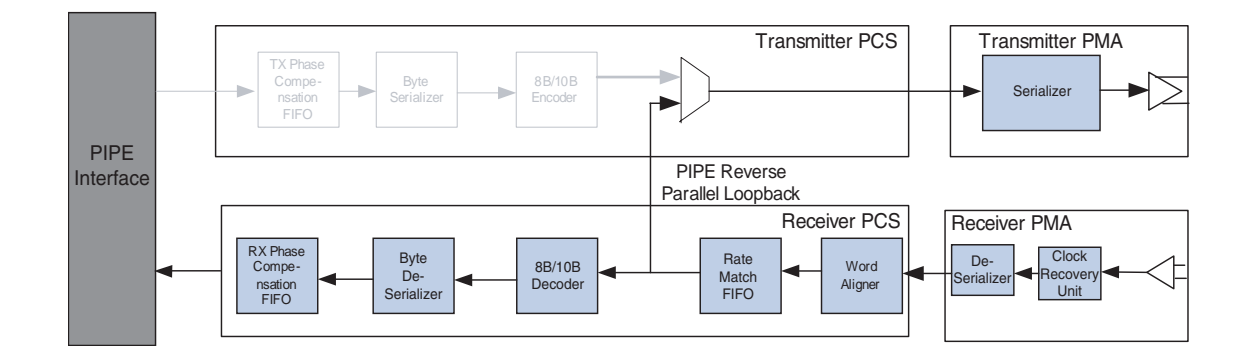 Transmitter PCS
Transmitter PMA
TX Phase
Compe-
nsation
FIFO
Byte
Serializer
8B/10B
Encoder
Serializer
PIPE
Interface
PIPE Reverse
Parallel Loopback
Receiver PCS
Receiver PMA
RX Phase
Compe-
nsation
FIFO
Byte
De-
Serializer
8B/10B
Decoder
Rate
Match
FIFO
Word
Aligner
De-
Serializer
Clock
Recovery
Unit